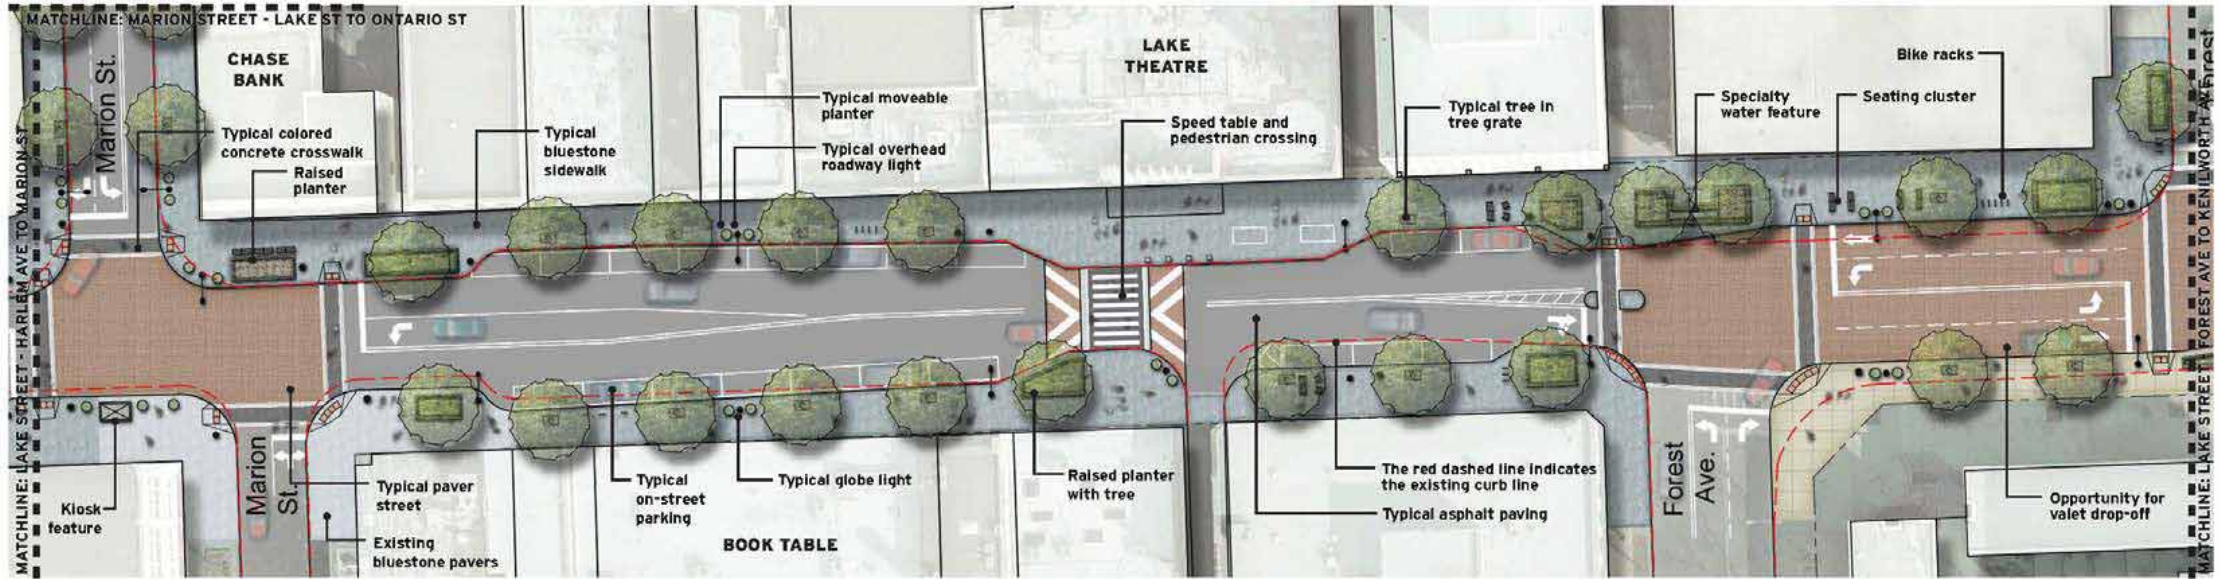 MATCHLINE: MARION STREET - LAKE ST TO ONTARIO ST
MATCHLINE: LAKE STREET - HARLEM AVE TO MARION ST
Marion St.
CHASE
BANK
Typical colored
concrete crosswalk
Raised
planter
Typical
bluestone
sidewalk
Typical moveable
planter
Typical overhead
roadway light
LAKE
THEATRE
Speed table and
pedestrian crossing
Typical tree in
tree grate
Specialty
water feature
Seating cluster
Bike racks
Forest
MATCHLINE: LAKE STREET - FOREST AVE TO KENILWORTH AVE
Kiosk
feature
Marion
St.
Typical paver
street
Existing
bluestone pavers
Typical
on-street
parking
Typical globe light
BOOK TABLE
Raised planter
with tree
The red dashed line indicates
the existing curb line
Typical asphalt paving
Forest
Ave.
Opportunity for
valet drop-off